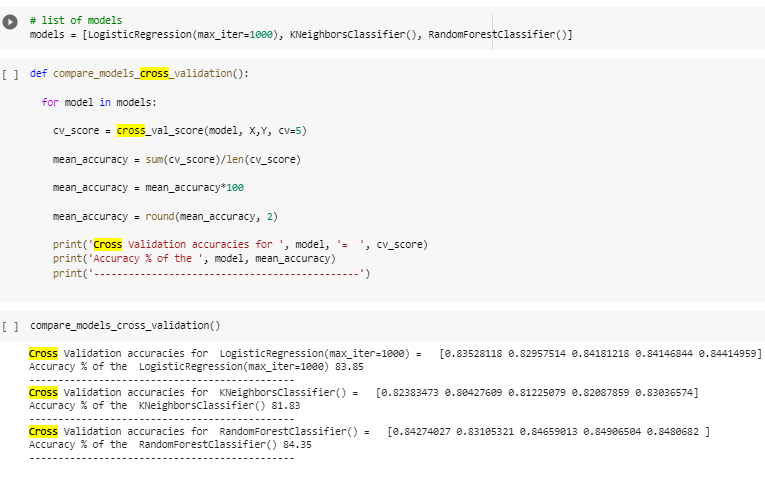 # list of models
models = [LogisticRegression(max_iter=1000), KNeighborsClassifier(), RandomForestClassifier()]
[ ] def compare_models_cross_validation():
for model in models:
cv_score = cross_val_score(model, X,Y, cv=5)
mean_accuracy = sum(cv_score)/len(cv_score)
mean_accuracy = mean_accuracy*100
mean_accuracy = round(mean_accuracy, 2)
print('Cross Validation accuracies for ', model, '=  ', cv_score)
print('Accuracy % of the ', model, mean_accuracy)
print('----------------------------------------------')
[ ] compare_models_cross_validation()
Cross Validation accuracies for  LogisticRegression(max_iter=1000) =   [0.83528118 0.82957514 0.84181218 0.84146844 0.84414959]
Accuracy % of the  LogisticRegression(max_iter=1000) 83.85
----------------------------------------------
Cross Validation accuracies for  KNeighborsClassifier() =   [0.82383473 0.80427609 0.81225079 0.82087859 0.83036574]
Accuracy % of the  KNeighborsClassifier() 81.83
----------------------------------------------
Cross Validation accuracies for  RandomForestClassifier() =   [0.84274027 0.83105321 0.84659013 0.84906504 0.8480682 ]
Accuracy % of the  RandomForestClassifier() 84.35
----------------------------------------------